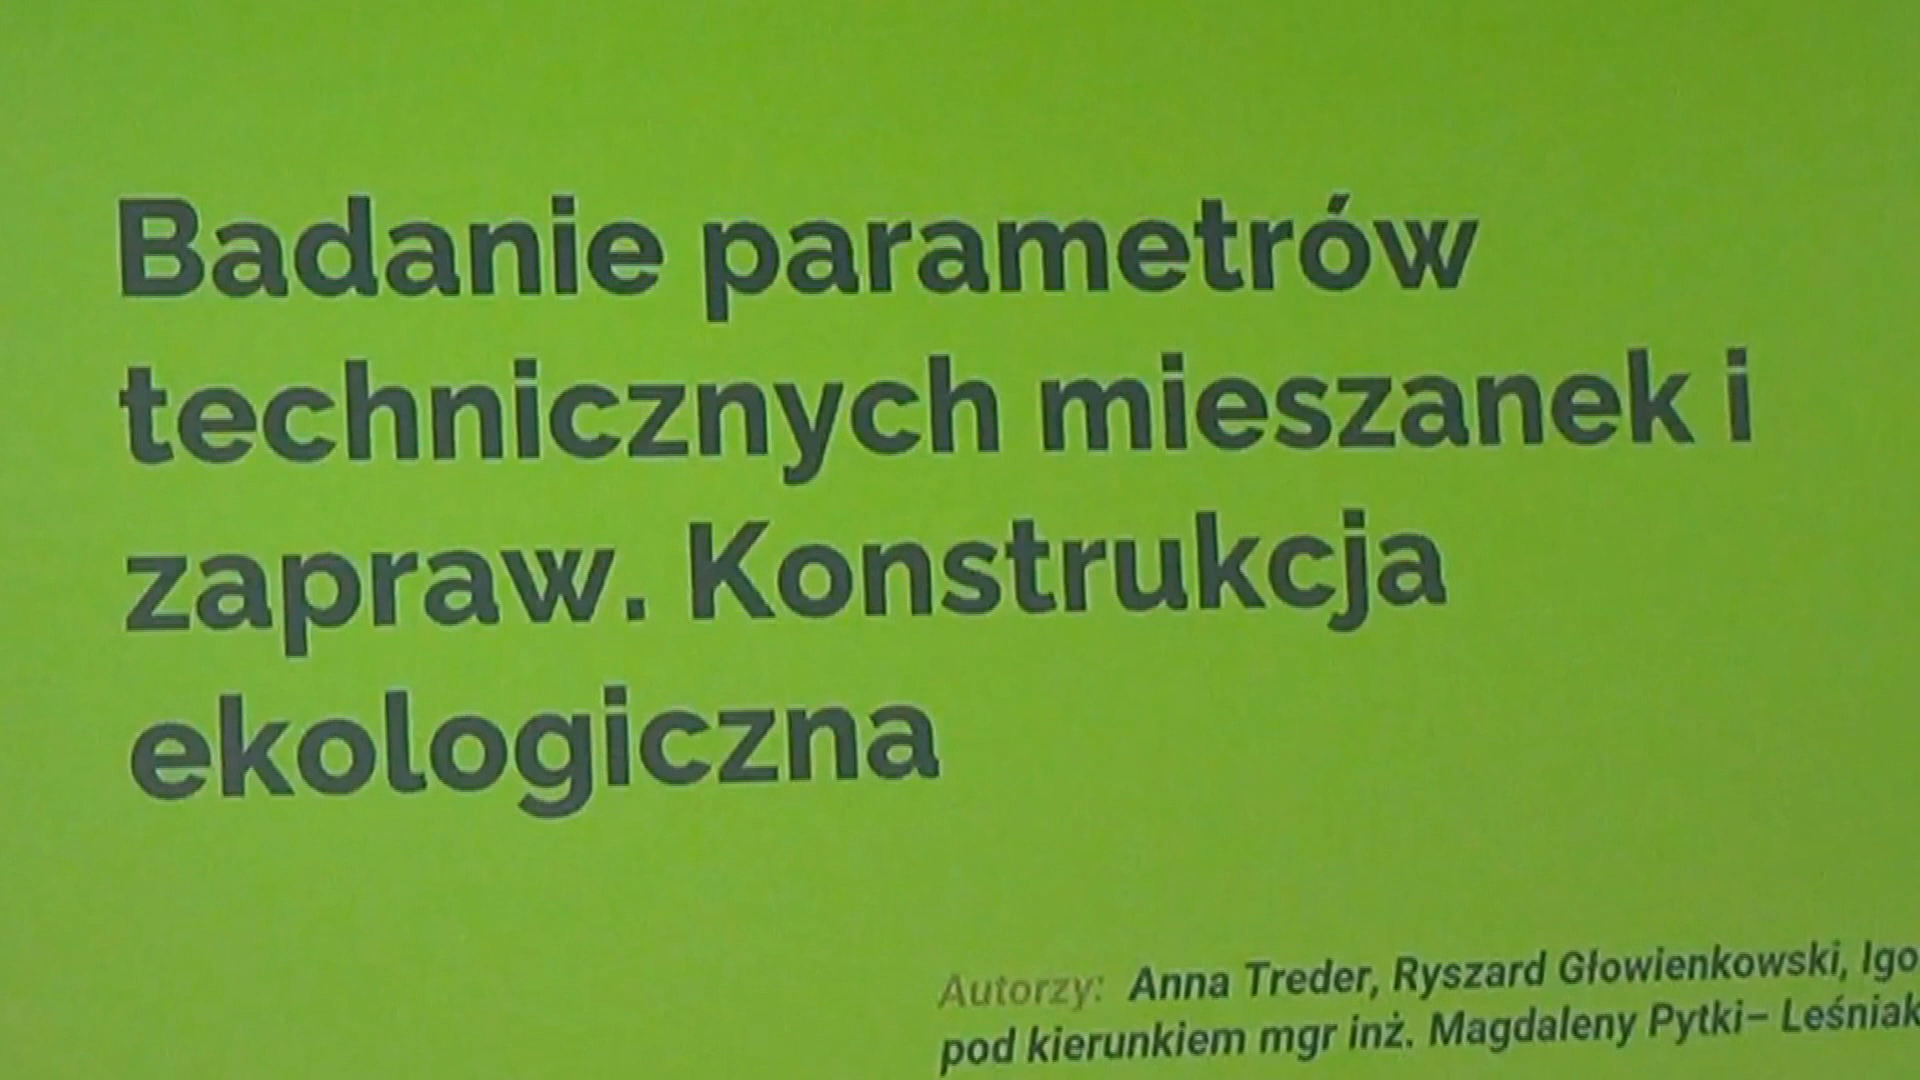 Badanie parametrów
technicznych mieszanek i
zapraw. Konstrukcja
ekologiczna
Autorzy: Anna Treder, Ryszard Głowienkowski, Igo
pod kierunkiem mgr inż. Magdaleny Pytki– Leśniak